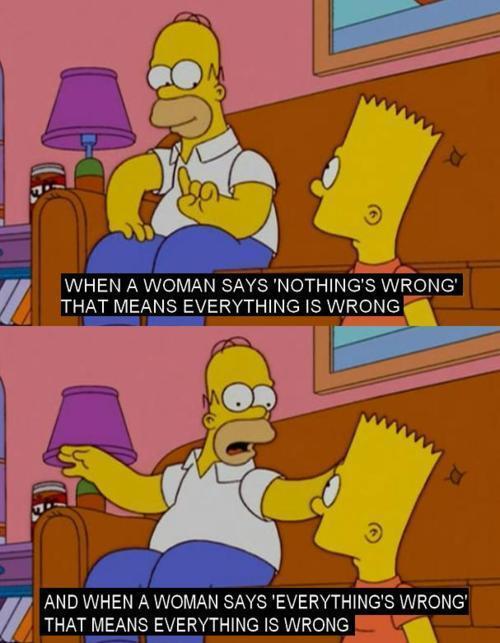 WHEN A WOMAN SAYS 'NOTHING'S WRONG'
THAT MEANS EVERYTHING IS WRONG
AND WHEN A WOMAN SAYS 'EVERYTHING'S WRONG'
THAT MEANS EVERYTHING IS WRONG